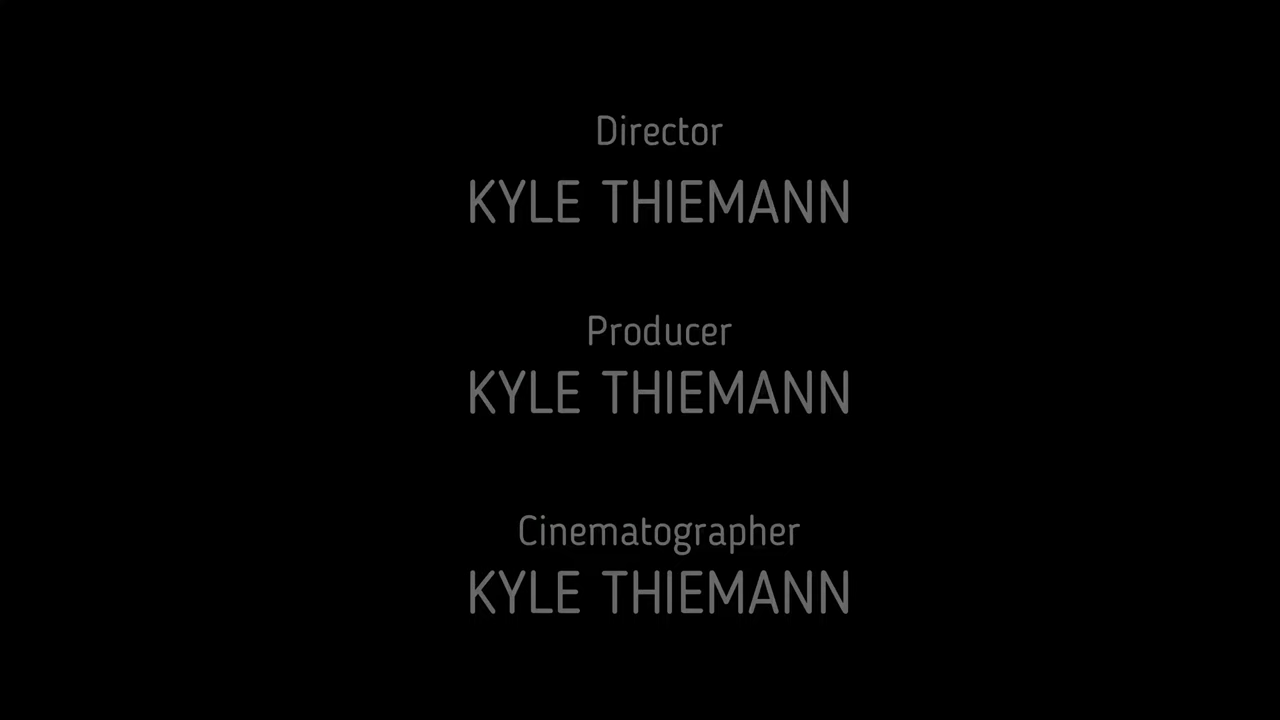 Director
KYLE THIEMANN
Producer
KYLE THIEMANN
Cinematographer
KYLE THIEMANN